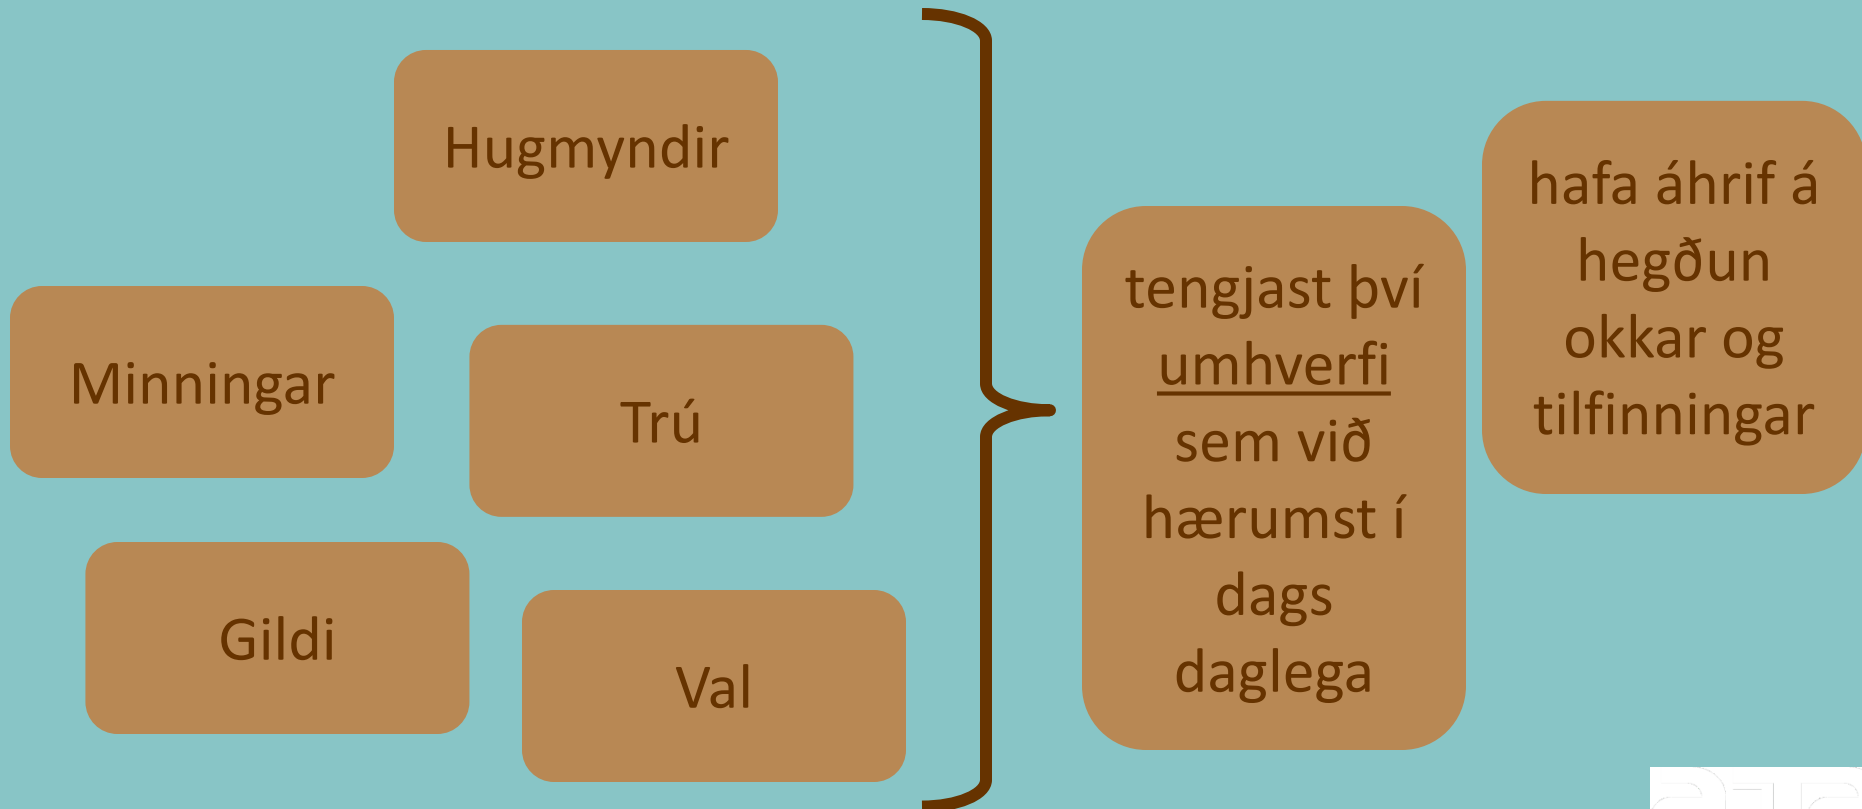 Hugmyndir
Minningar
Trú
Gildi
Val
tengjast því
umhverfi
sem við
hærumst í
dags
daglega
hafa áhrif á
hegðun
okkar og
tilfinningar